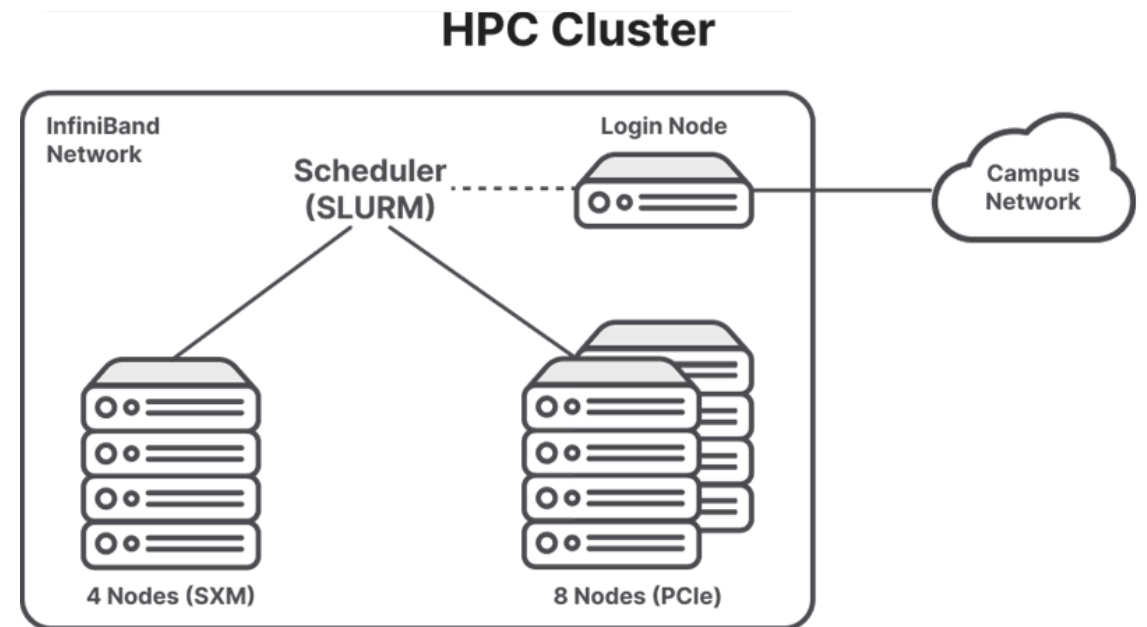 HPC Cluster
InfiniBand
Network
Login Node
Scheduler
(SLURM)
Campus
Network
4 Nodes (SXM)
8 Nodes (PCIe)